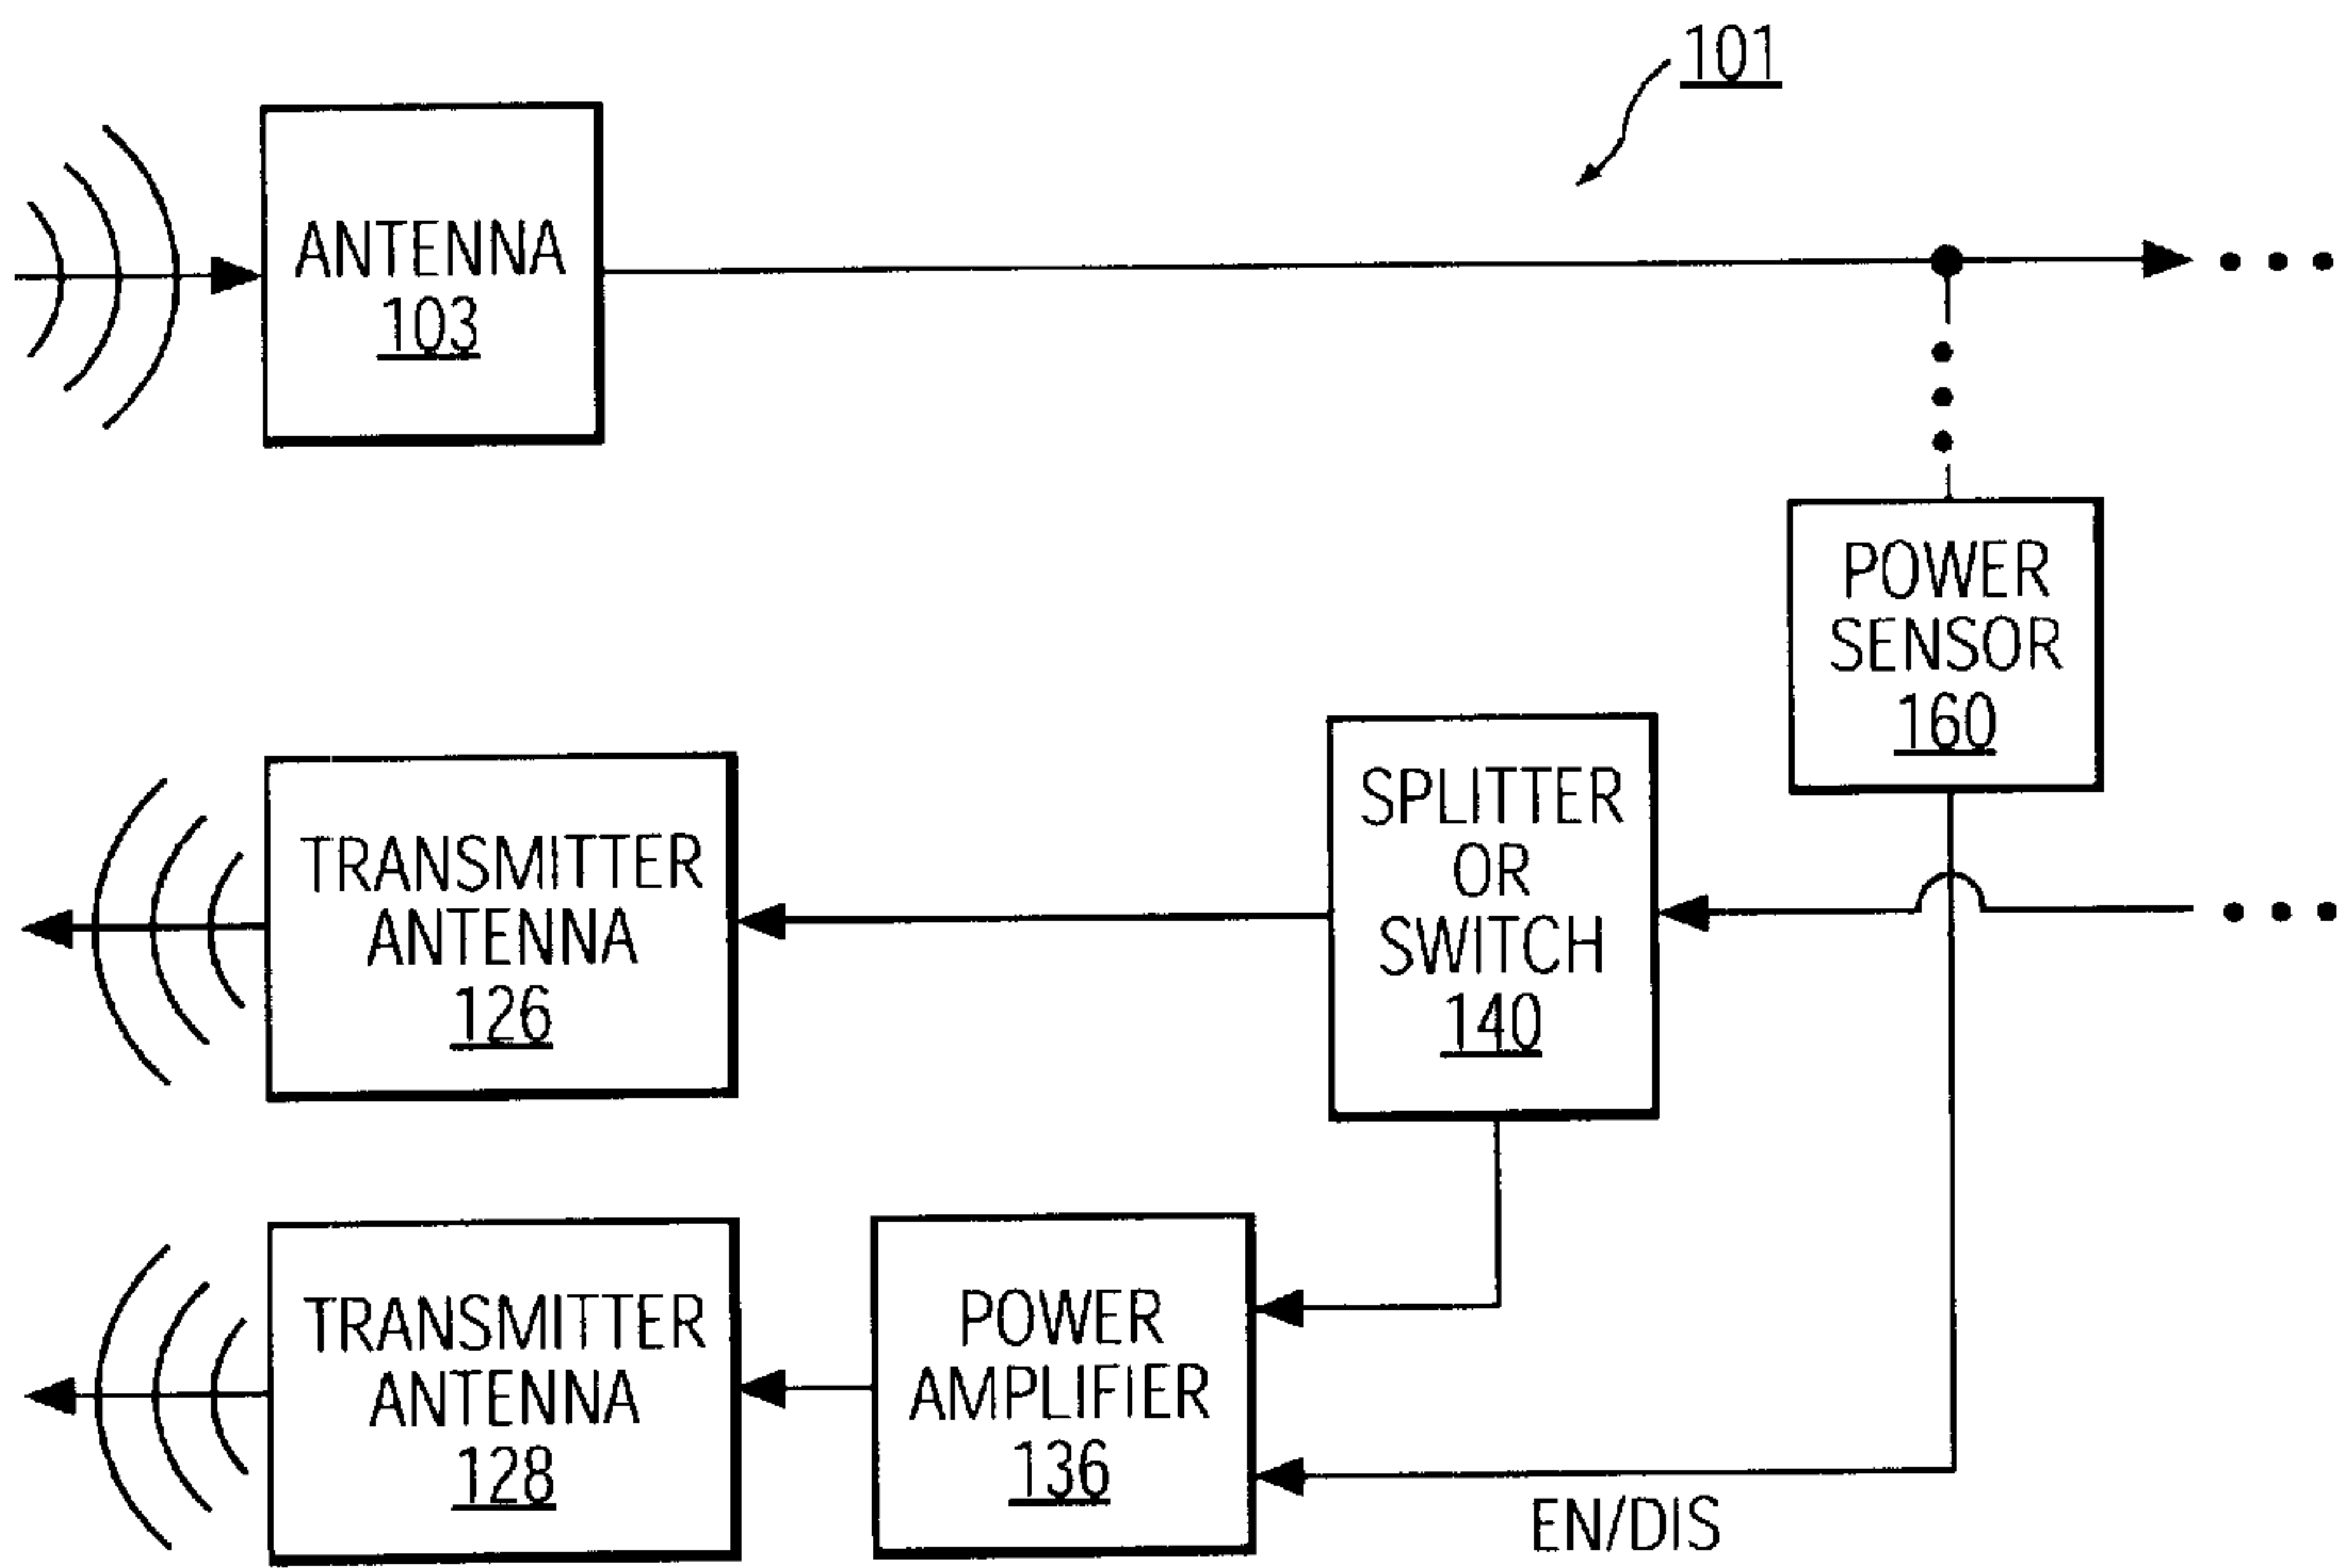 101
ANTENNA
103
POWER
SENSOR
160
SPLITTER
OR
SWITCH
140
TRANSMITTER
ANTENNA
126
TRANSMITTER
ANTENNA
128
POWER
AMPLIFIER
136
EN/DIS